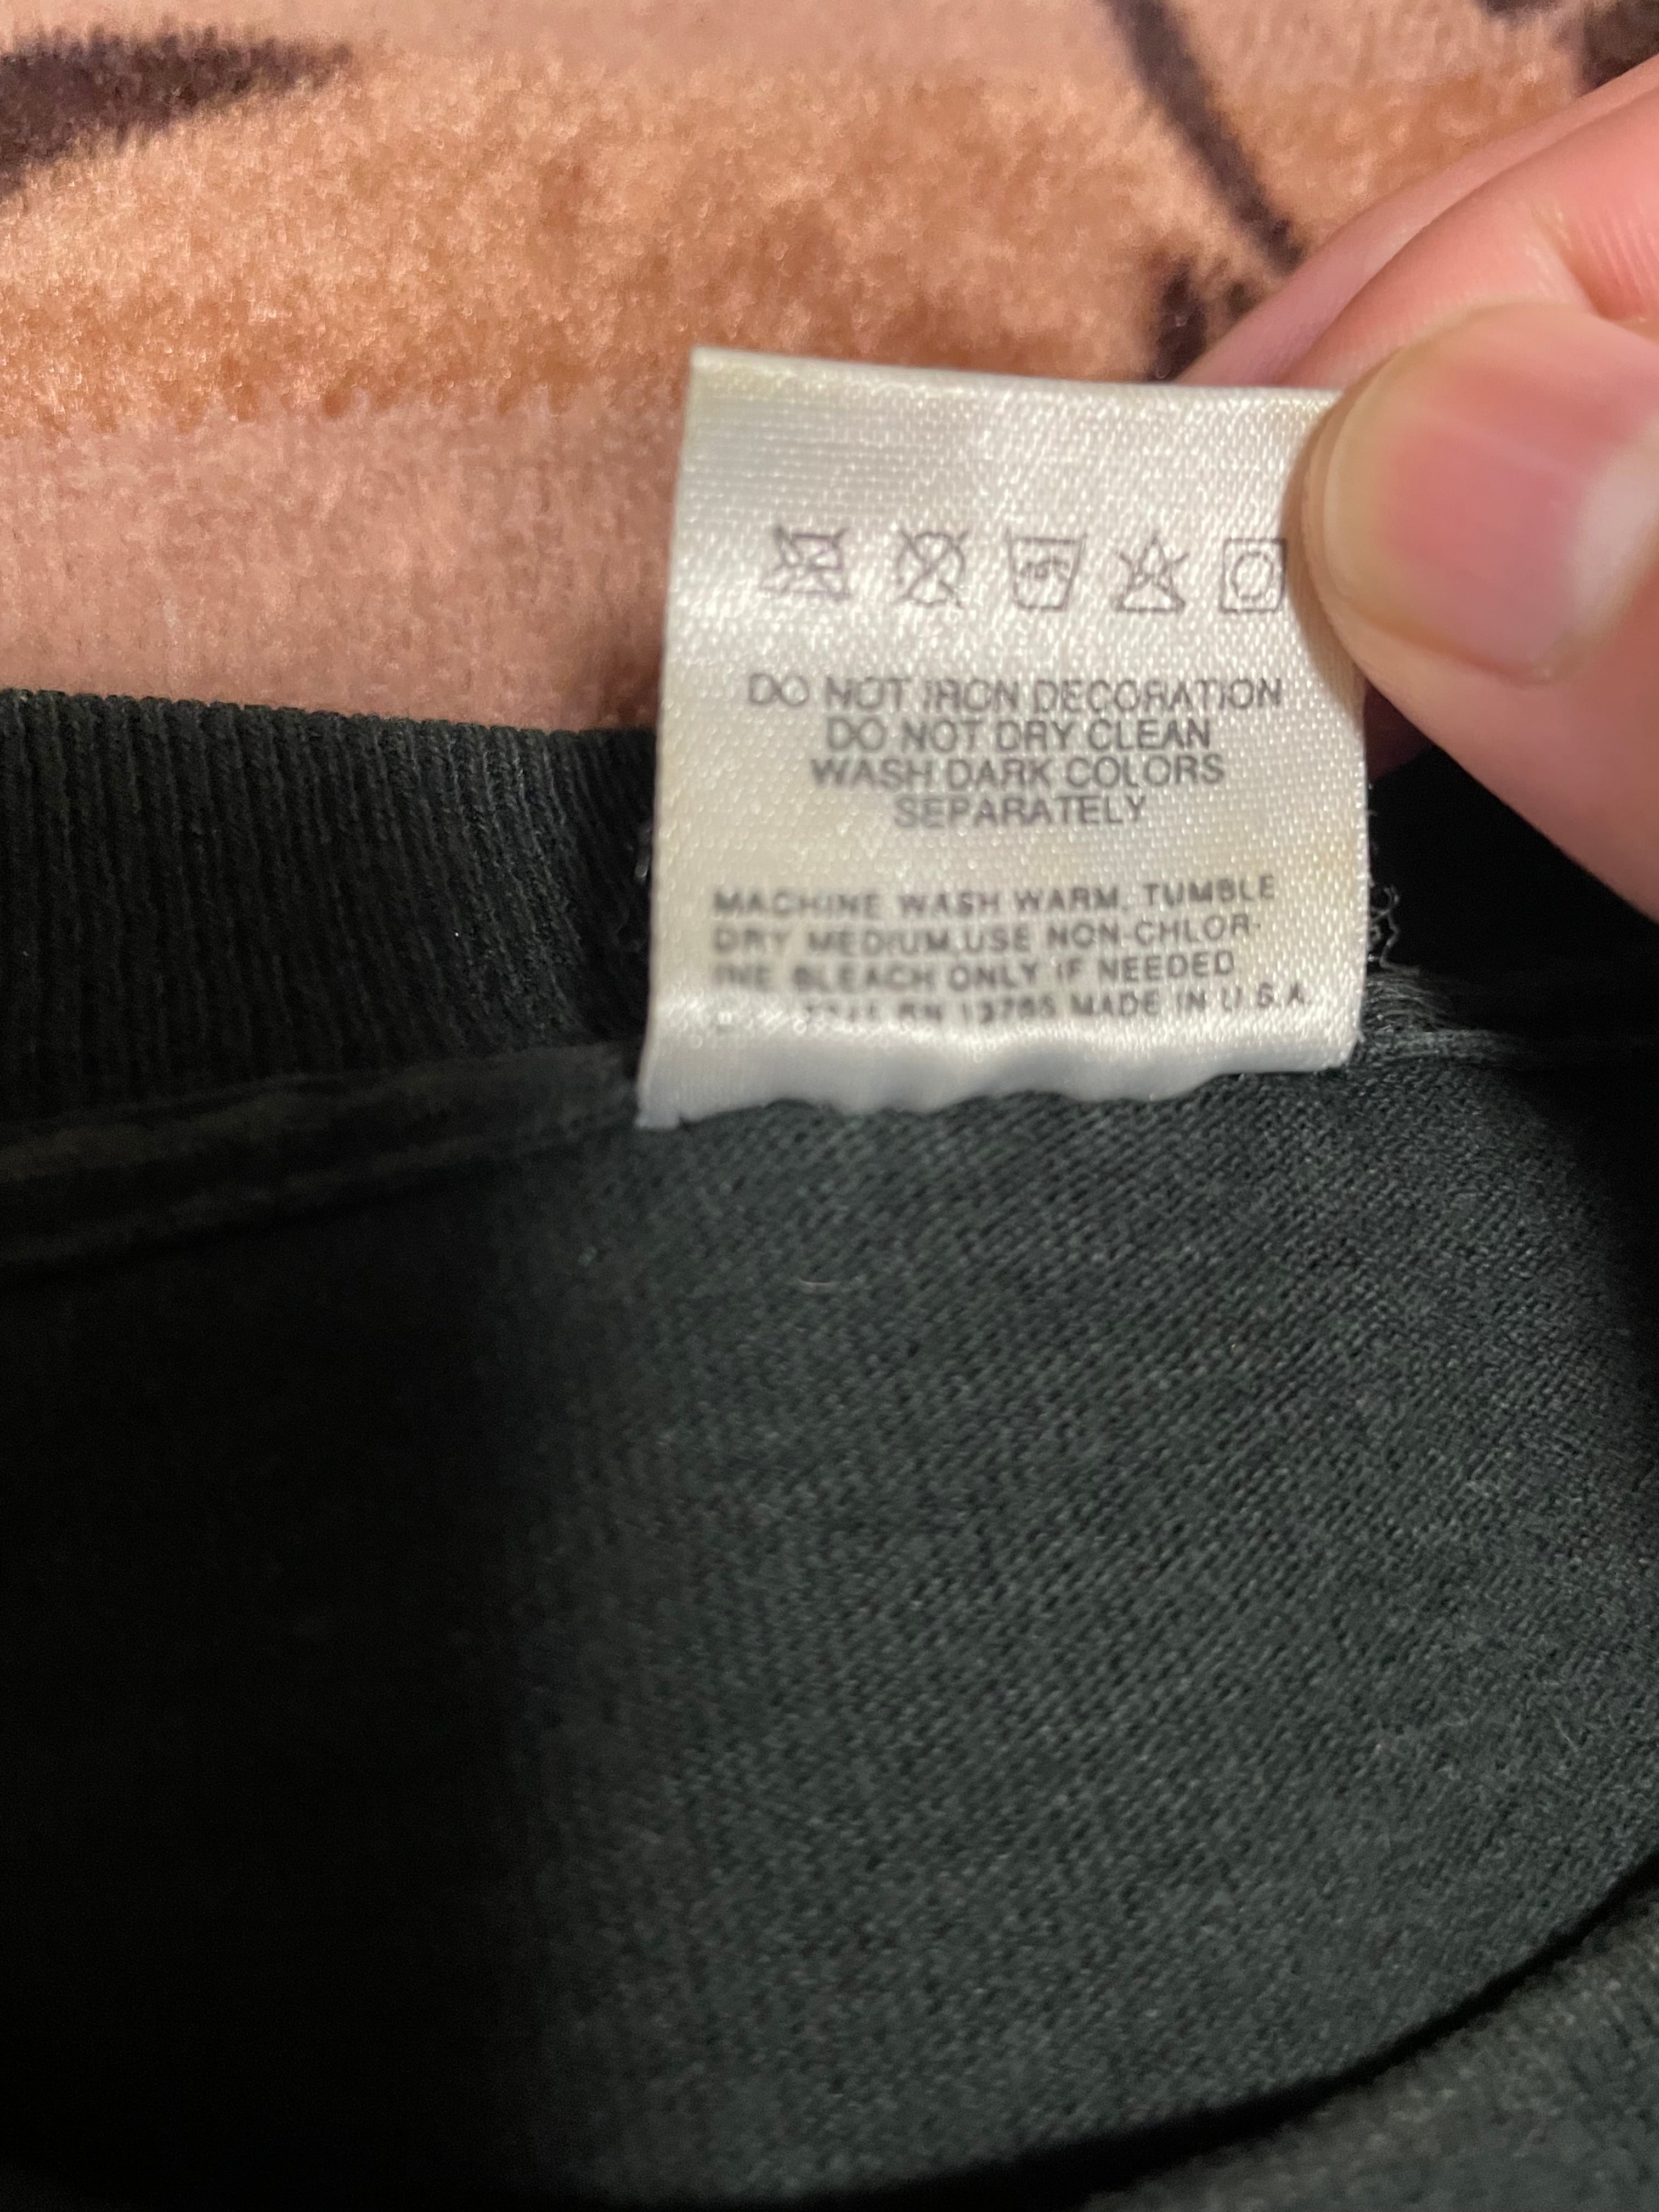 DO NOT IRON DECORATION
DO NOT DRY CLEAN
WASH DARK COLORS
SEPARATELY
MACHINE WASH WARM, TUMBLE
DRY MEDIUM.USE NON-CHLOR-
INE BLEACH ONLY IF NEEDED
RN 13765 MADE IN U.S.A.